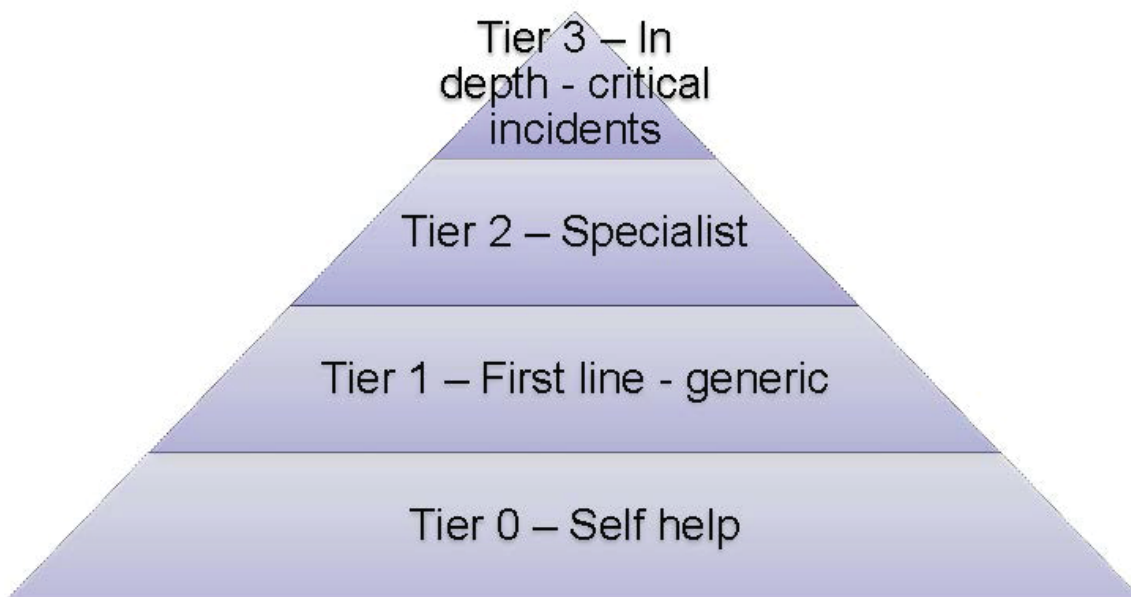 Tier 3 – In
depth - critical
incidents
Tier 2 – Specialist
Tier 1 – First line - generic
Tier 0 – Self help